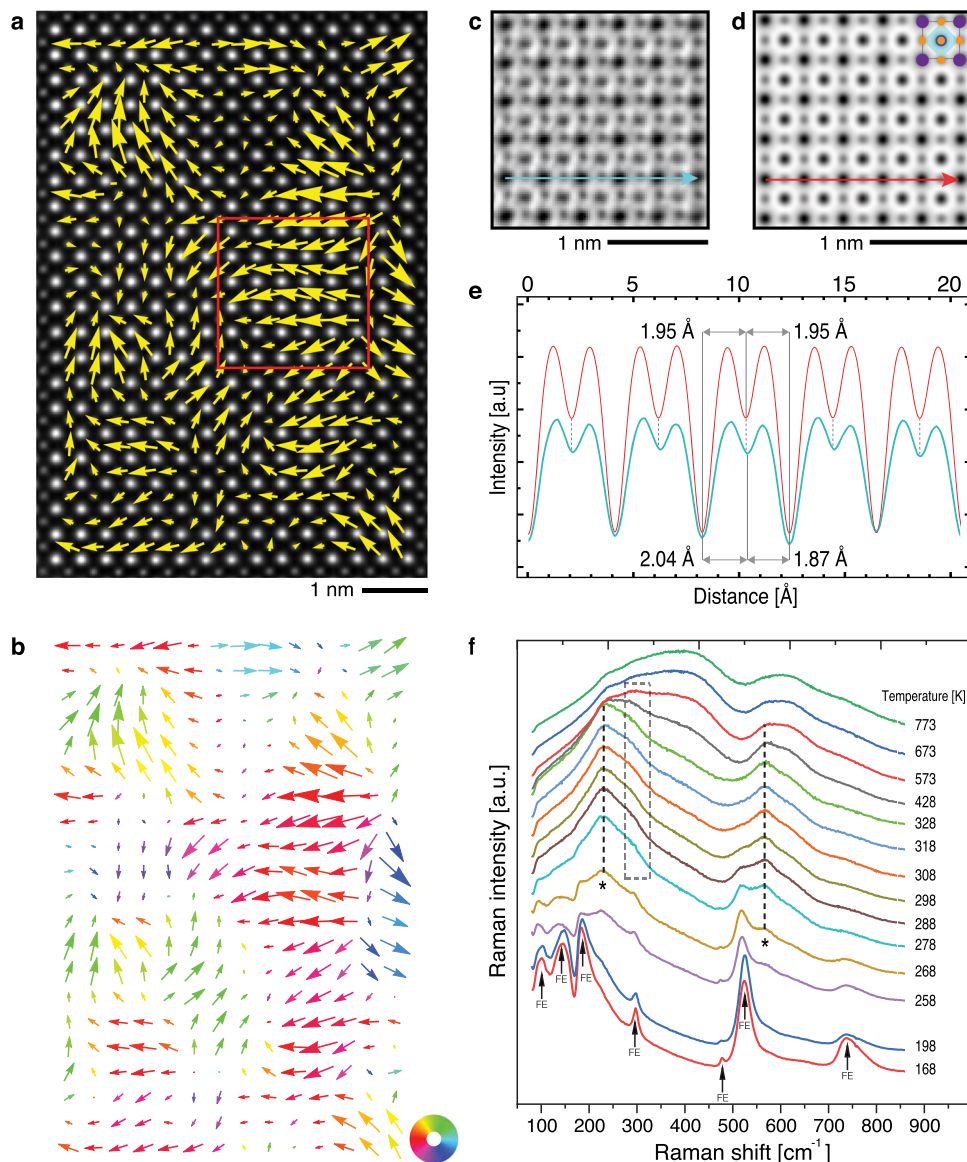 a
1 nm
b
c
1 nm
d
1 nm
e
0 5 10 15 20
1.95 Å 1.95 Å
Intensity [a.u]
2.04 Å 1.87 Å
Distance [Å]
f
Temperature [K]
773
673
573
428
328
318
308
298
288
278
268
258
198
168
Raman intensity [a.u.]
*
*
FE
FE
FE
FE
FE
FE
FE
100 200 300 400 500 600 700 800 900
Raman shift [cm⁻¹]